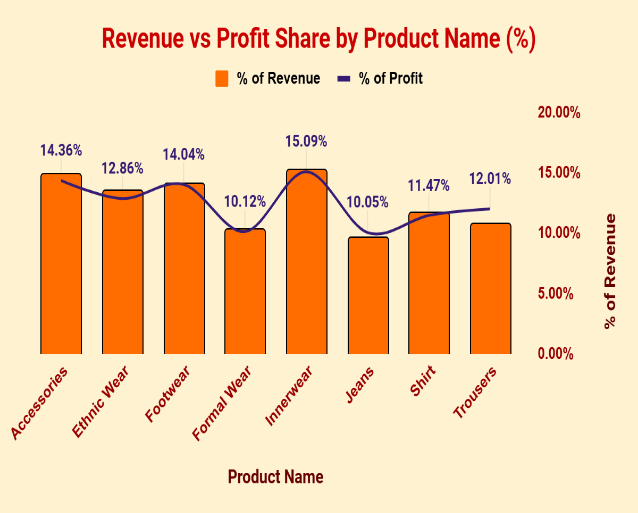 Revenue vs Profit Share by Product Name (%)
% of Revenue
% of Profit
14.36%
12.86%
14.04%
10.12%
15.09%
10.05%
11.47%
12.01%
20.00%
15.00%
10.00%
5.00%
0.00%
% of Revenue
Accessories
Ethnic Wear
Footwear
Formal Wear
Innerwear
Jeans
Shirt
Trousers
Product Name